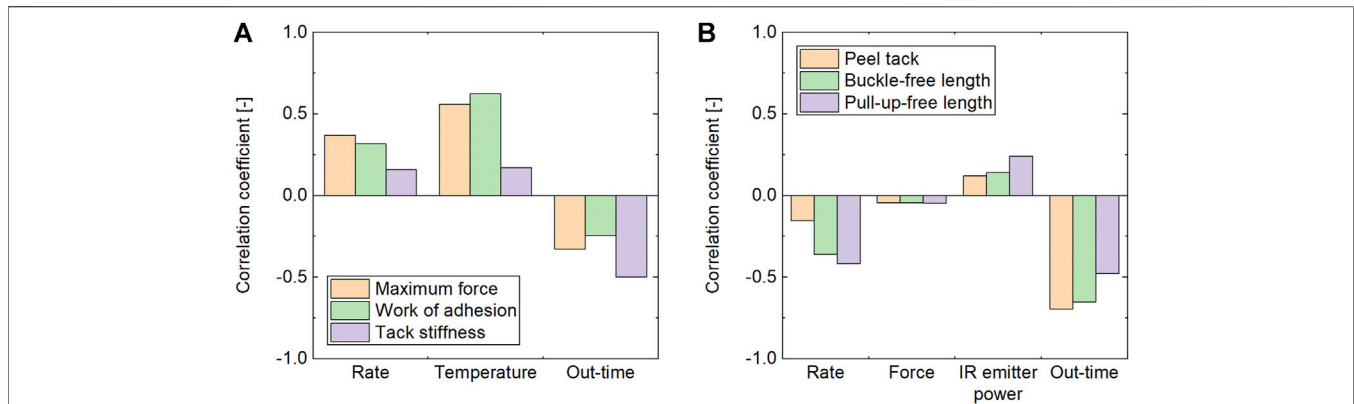 A
Correlation coefficient [-]
1.0
0.5
0.0
-0.5
-1.0
Maximum force
Work of adhesion
Tack stiffness
Rate
Temperature
Out-time
B
Correlation coefficient [-]
1.0
0.5
0.0
-0.5
-1.0
Peel tack
Buckle-free length
Pull-up-free length
Rate
Force
IR emitter
power
Out-time